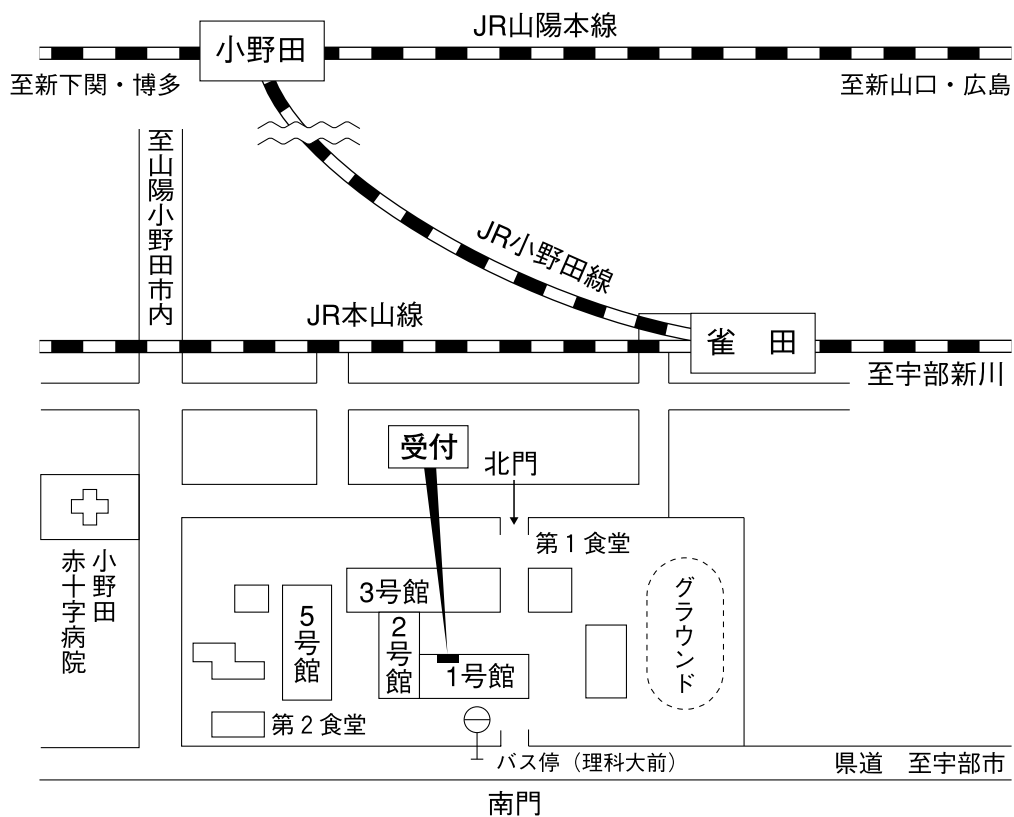 JR山陽本線
小野田
至新下関・博多
至新山口・広島
至山陽小野田市内
JR小野田線
JR本山線
雀　田
至宇部新川
受付
北門
第1食堂
小野田
赤十字病院
3号館
5号館
2号館
1号館
グラウンド
第2食堂
バス停（理科大前）
県道　至宇部市
南門